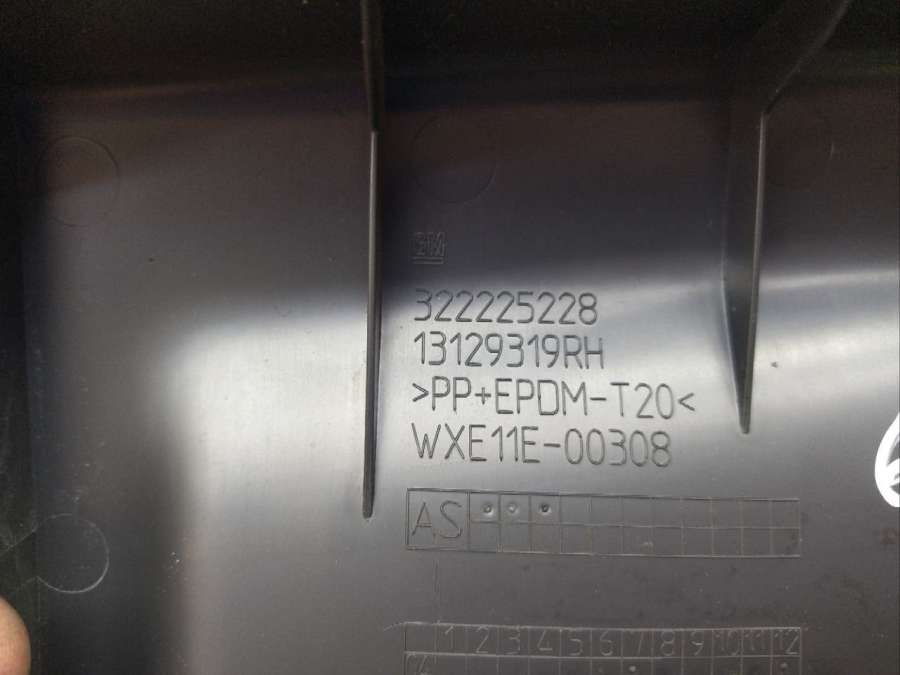 GM
322225228
13129319RH
>PP+EPDM-T20<
WXE11E-00308
AS
1 2 3 4 5 6 7 8 9 10 11 12